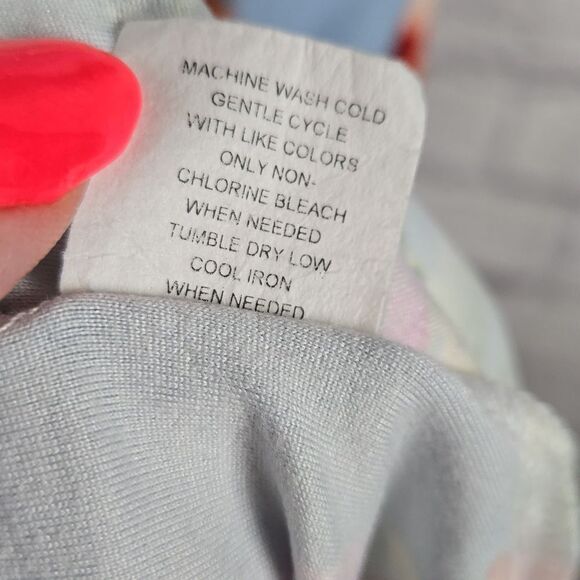 MACHINE WASH COLD
GENTLE CYCLE
WITH LIKE COLORS
ONLY NON-
CHLORINE BLEACH
WHEN NEEDED
TUMBLE DRY LOW
COOL IRON
WHEN NEEDED